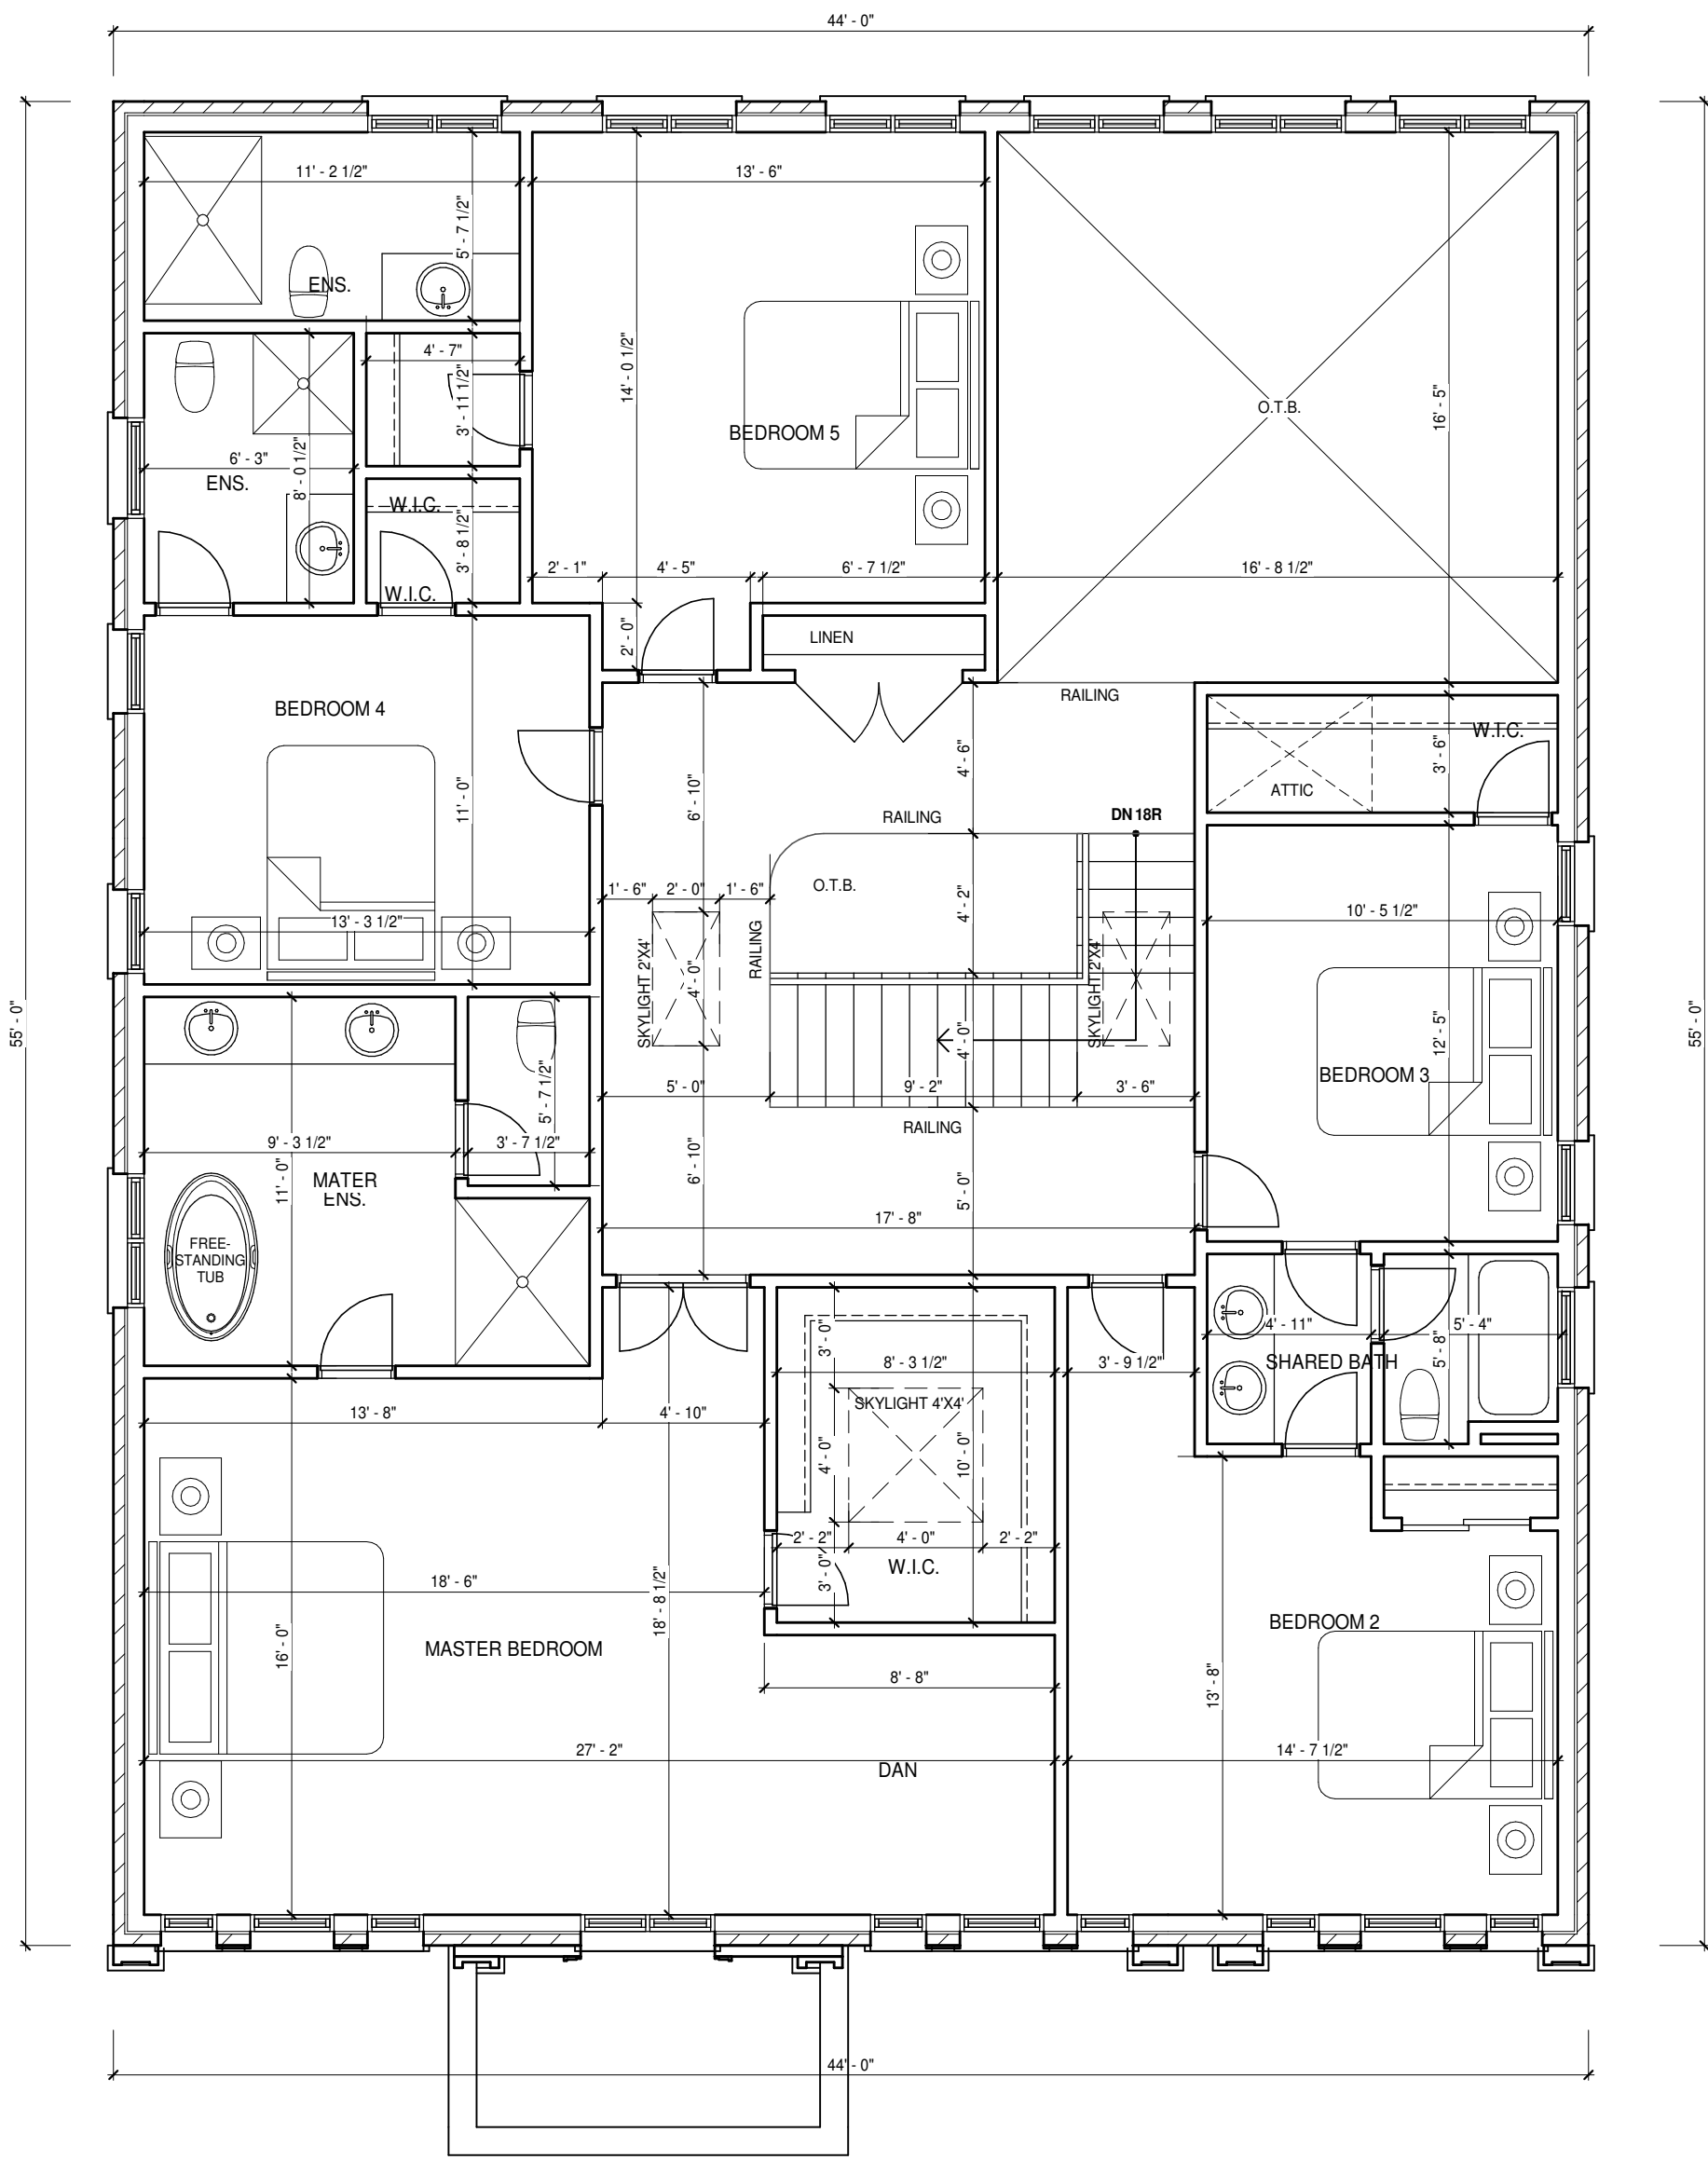 44' - 0"
11' - 2 1/2"
13' - 6"
5' - 7 1/2"
ENS.
14' - 0 1/2"
4' - 7"
3' - 11 1/2"
O.T.B.
16' - 5"
BEDROOM 5
6' - 3"
8' - 0 1/2"
ENS.
W.I.C.
3' - 8 1/2"
2' - 1"
4' - 5"
6' - 7 1/2"
16' - 8 1/2"
W.I.C.
2' - 0"
LINEN
RAILING
BEDROOM 4
W.I.C.
4' - 6"
3' - 6"
6' - 10"
11' - 0"
ATTIC
RAILING
DN 18R
1' - 6"
2' - 0"
1' - 6"
O.T.B.
4' - 2"
13' - 3 1/2"
10' - 5 1/2"
RAILING
SKYLIGHT 2'X4'
4' - 0"
SKYLIGHT 2'X4'
55' - 0"
55' - 0"
4' - 0"
12' - 5"
BEDROOM 3
5' - 7 1/2"
5' - 0"
9' - 2"
3' - 6"
RAILING
9' - 3 1/2"
3' - 7 1/2"
6' - 10"
11' - 0"
MATER
ENS.
5' - 0"
17' - 8"
FREE-
STANDING
TUB
3' - 0"
4' - 11"
5' - 4"
5' - 8"
8' - 3 1/2"
3' - 9 1/2"
SHARED BATH
13' - 8"
4' - 10"
SKYLIGHT 4'X4'
4' - 0"
10' - 0"
2' - 2"
4' - 0"
2' - 2"
3' - 0"
W.I.C.
18' - 6"
18' - 8 1/2"
16' - 0"
MASTER BEDROOM
BEDROOM 2
8' - 8"
13' - 8"
27' - 2"
14' - 7 1/2"
DAN
44' - 0"